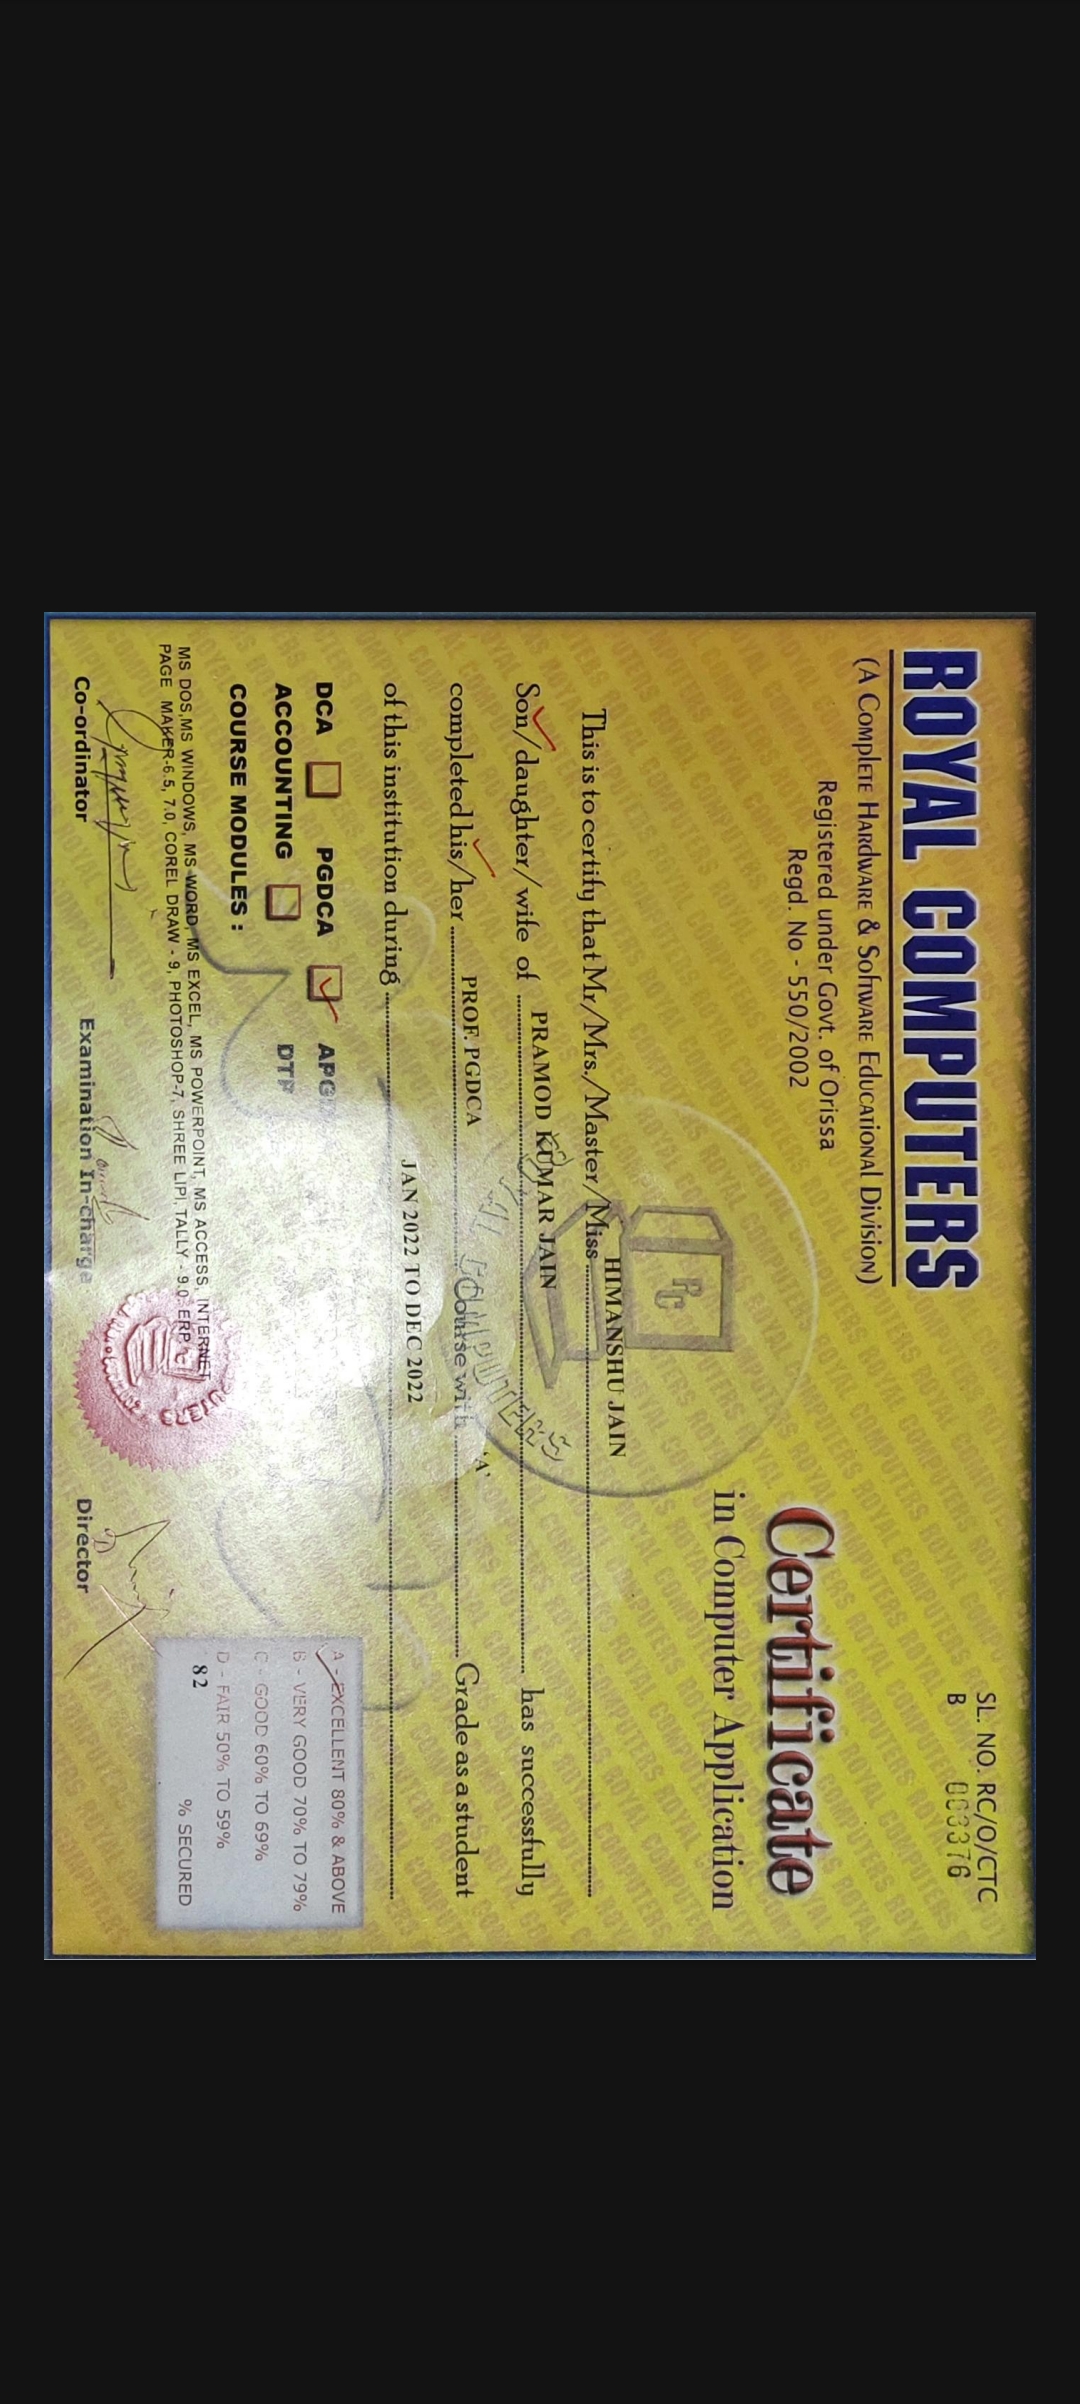 ROYAL COMPUTERS
(A Complete Hardware & Software Educational Division)
Registered under Govt. of Orissa
Regd. No - 550/2002
SL. NO. RC/O/CTC
B 003376
Certificate
in Computer Application
This is to certify that Mr/Mrs./Master/Miss HIMANSHU JAIN
Son/daughter/wife of PRAMOD KUMAR JAIN has successfully
completed his/her PROF. PGDCA Course with 'A' Grade as a student
of this institution during JAN 2022 TO DEC 2022
DCA PGDCA
ACCOUNTING DTP
COURSE MODULES :
MS DOS,MS WINDOWS, MS WORD, MS EXCEL, MS POWERPOINT, MS ACCESS, INTERNET
PAGE MAKER-6.5, 7.0, COREL DRAW - 9, PHOTOSHOP-7, SHREE LIPI, TALLY - 9.0: ERP
A - EXCELLENT 80% & ABOVE
B - VERY GOOD 70% TO 79%
C - GOOD 60% TO 69%
D - FAIR 50% TO 59%
82 % SECURED
Co-ordinator Examination In-charge Director